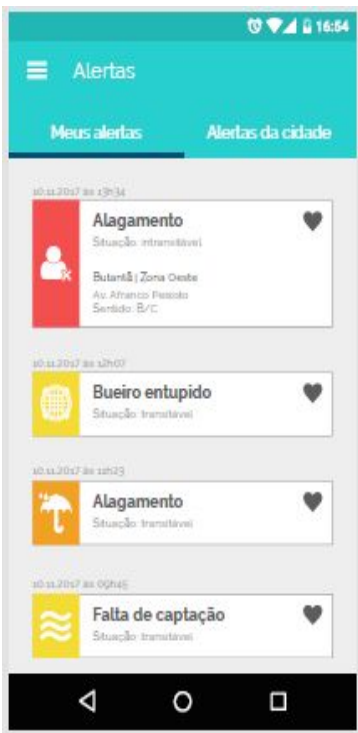 16:54
Alertas
Meus alertas
Alertas da cidade
10.11.2017 às 13h34
Alagamento
Situação: intransitável
Butantã | Zona Oeste
Av. Afranco Peixoto
Sentido: B/C
10.11.2017 às 12h07
Bueiro entupido
Situação: transitável
10.11.2017 às 11h23
Alagamento
Situação: transitável
10.11.2017 às 09h45
Falta de captação
Situação: transitável